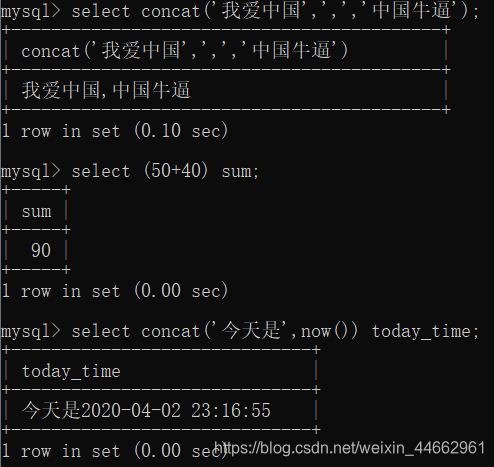 mysql> select concat('我爱中国',',','中国牛逼');
+--------------------------------------------+
| concat('我爱中国',',','中国牛逼')          |
+--------------------------------------------+
| 我爱中国,中国牛逼                          |
+--------------------------------------------+
1 row in set (0.10 sec)
mysql> select (50+40) sum;
+-----+
| sum |
+-----+
|  90 |
+-----+
1 row in set (0.00 sec)
mysql> select concat('今天是',now()) today_time;
+------------------------------+
| today_time                   |
+------------------------------+
| 今天是2020-04-02 23:16:55    |
+------------------------------+
1 row in set (0.00 sec)
https://blog.csdn.net/weixin_44662961